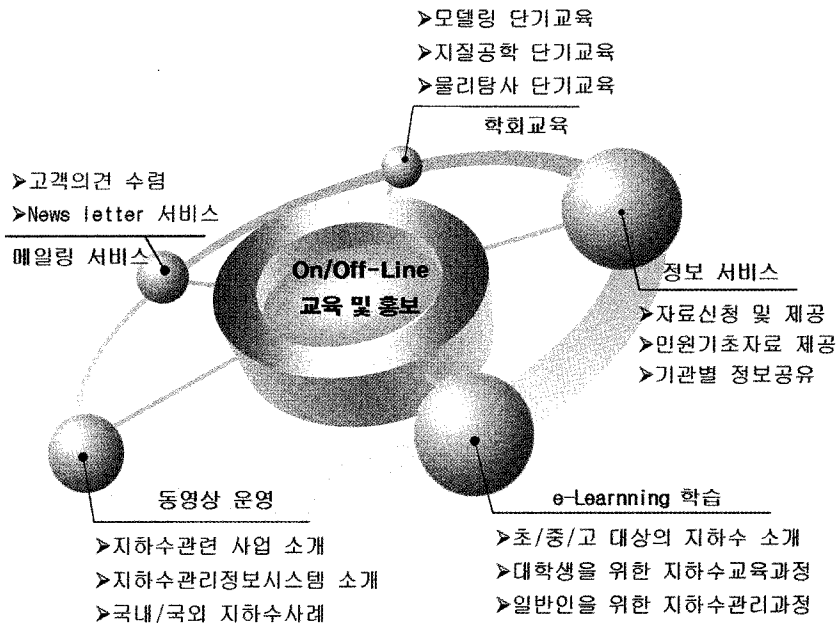 ➤모델링 단기교육
➤지질공학 단기교육
➤물리탐사 단기교육
학회교육
➤고객의견 수렴
➤News letter 서비스
메일링 서비스
On/Off-Line
교육 및 홍보
정보 서비스
➤자료신청 및 제공
➤민원기초자료 제공
➤기관별 정보공유
동영상 운영
➤지하수관련 사업 소개
➤지하수관리정보시스템 소개
➤국내/국외 지하수사례
e-Learnning 학습
➤초/중/고 대상의 지하수 소개
➤대학생을 위한 지하수교육과정
➤일반인을 위한 지하수관리과정